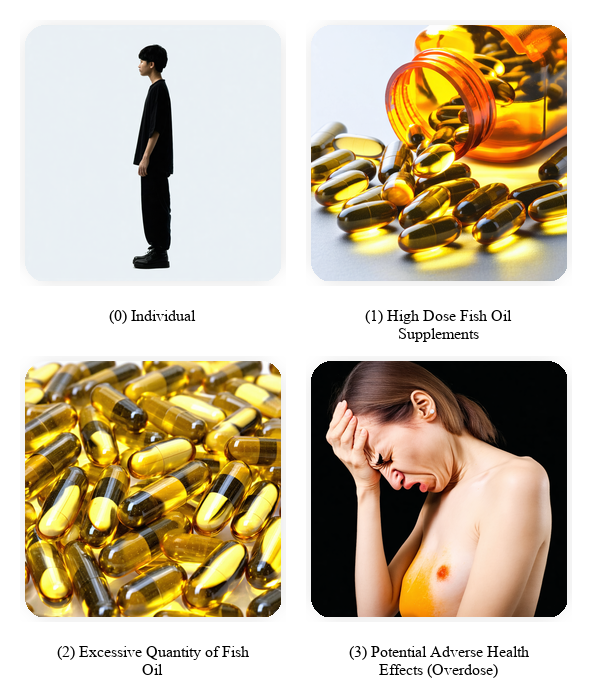 (0) Individual
(1) High Dose Fish Oil
Supplements
(2) Excessive Quantity of Fish
Oil
(3) Potential Adverse Health
Effects (Overdose)